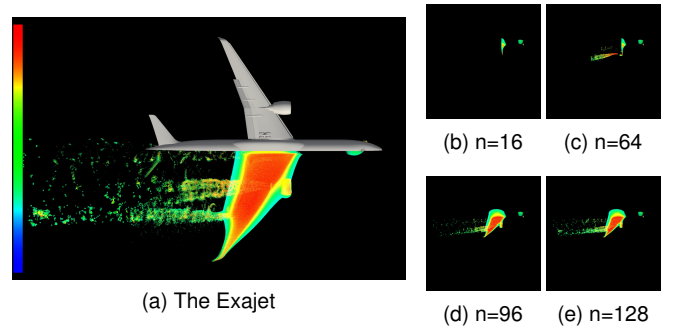 (b) n=16
(c) n=64
(a) The Exajet
(d) n=96
(e) n=128